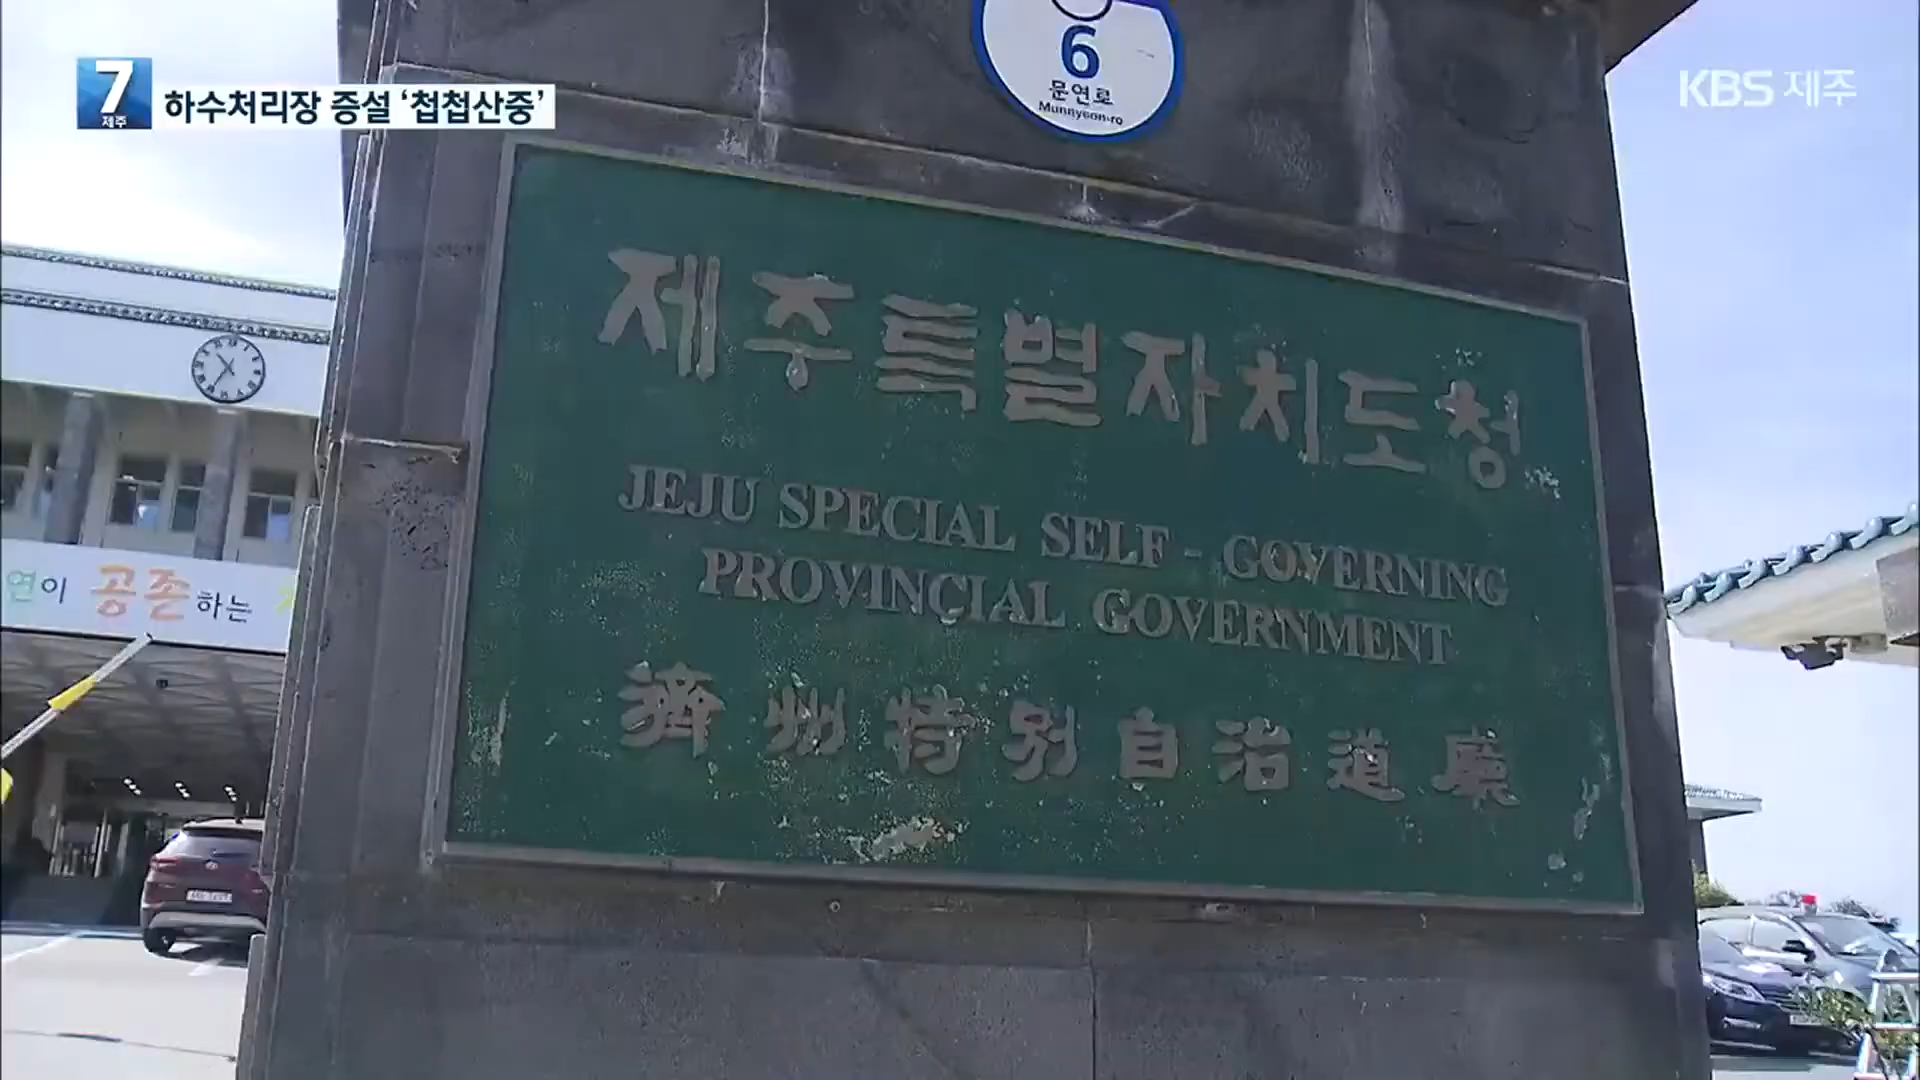 7 제주
하수처리장 증설 ‘첩첩산중’
KBS 제주
6
문연로
Munnyeon-ro
제주특별자치도청
JEJU SPECIAL SELF-GOVERNING
PROVINCIAL GOVERNMENT
濟州特別自治道廳
연이 공존하는